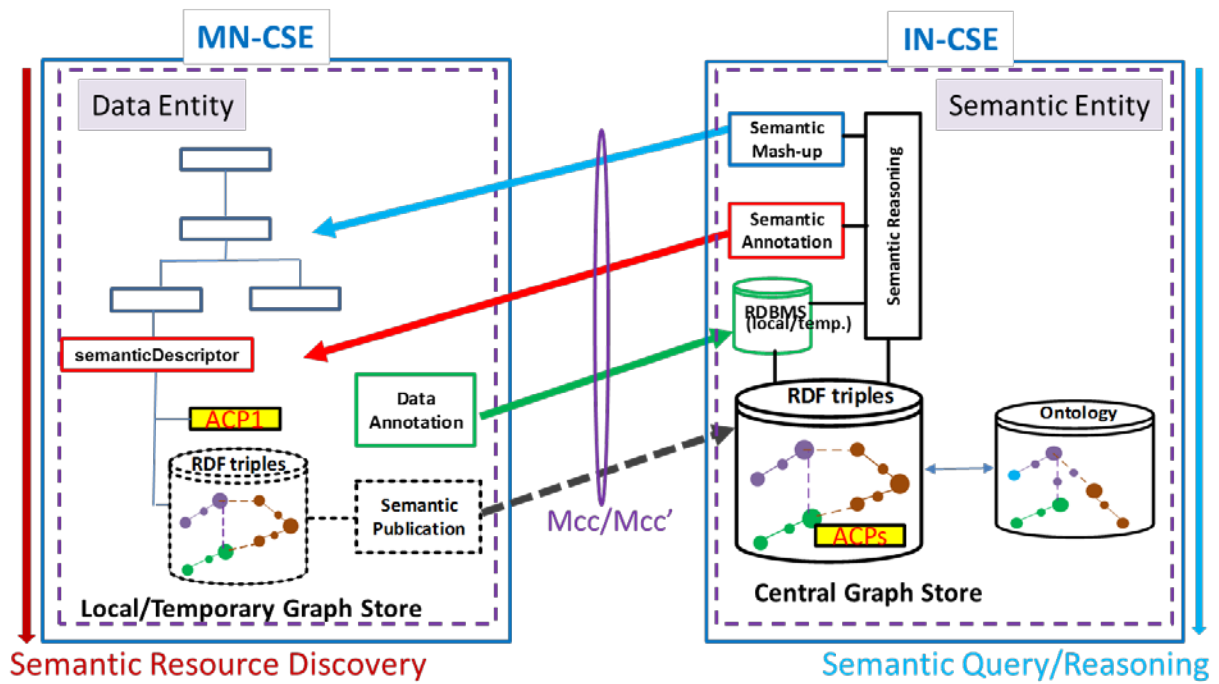 MN-CSE
IN-CSE
Data Entity
Semantic Entity
Semantic
Mash-up
Semantic
Annotation
Semantic Reasoning
RDBMS
(local/temp.)
semanticDescriptor
ACP1
Data
Annotation
RDF triples
Semantic
Publication
Local/Temporary Graph Store
Mcc/Mcc’
RDF triples
ACPs
Ontology
Central Graph Store
Semantic Resource Discovery
Semantic Query/Reasoning